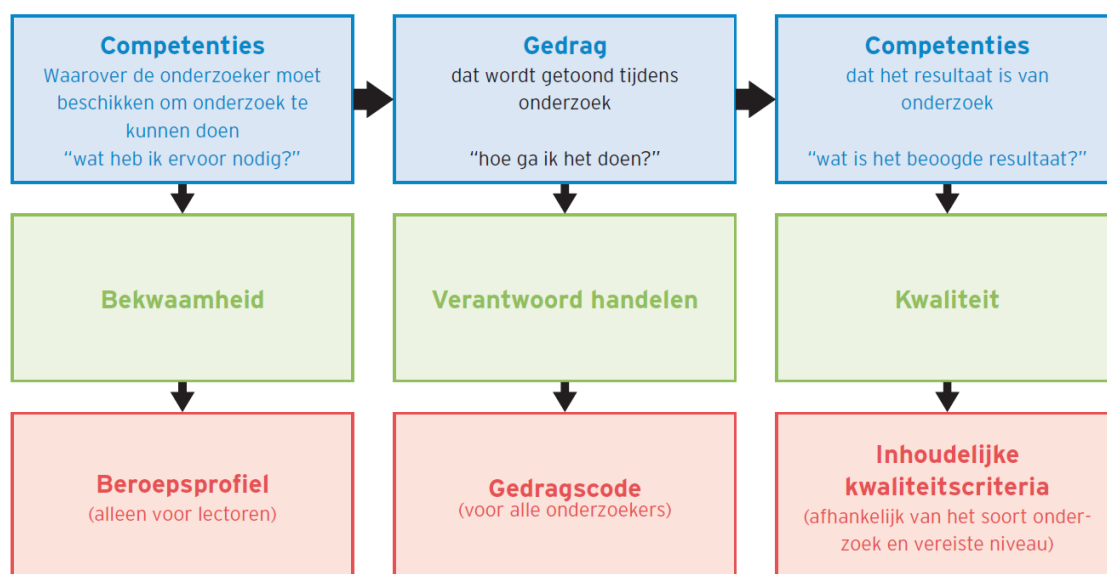 Competenties
Waarover de onderzoeker moet
beschikken om onderzoek te
kunnen doen
“wat heb ik ervoor nodig?”
Gedrag
dat wordt getoond tijdens
onderzoek
“hoe ga ik het doen?”
Competenties
dat het resultaat is van
onderzoek
“wat is het beoogde resultaat?”
Bekwaamheid
Verantwoord handelen
Kwaliteit
Beroepsprofiel
(alleen voor lectoren)
Gedragscode
(voor alle onderzoekers)
Inhoudelijke
kwaliteitscriteria
(afhankelijk van het soort onder-
zoek en vereiste niveau)